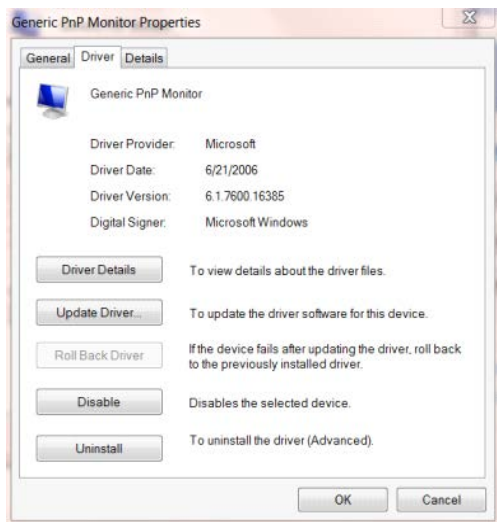 Generic PnP Monitor Properties
General Driver Details
Generic PnP Monitor
Driver Provider: Microsoft
Driver Date: 6/21/2006
Driver Version: 6.1.7600.16385
Digital Signer: Microsoft Windows
Driver Details To view details about the driver files.
Update Driver... To update the driver software for this device.
Roll Back Driver If the device fails after updating the driver, roll back
to the previously installed driver.
Disable Disables the selected device.
Uninstall To uninstall the driver (Advanced).
OK Cancel